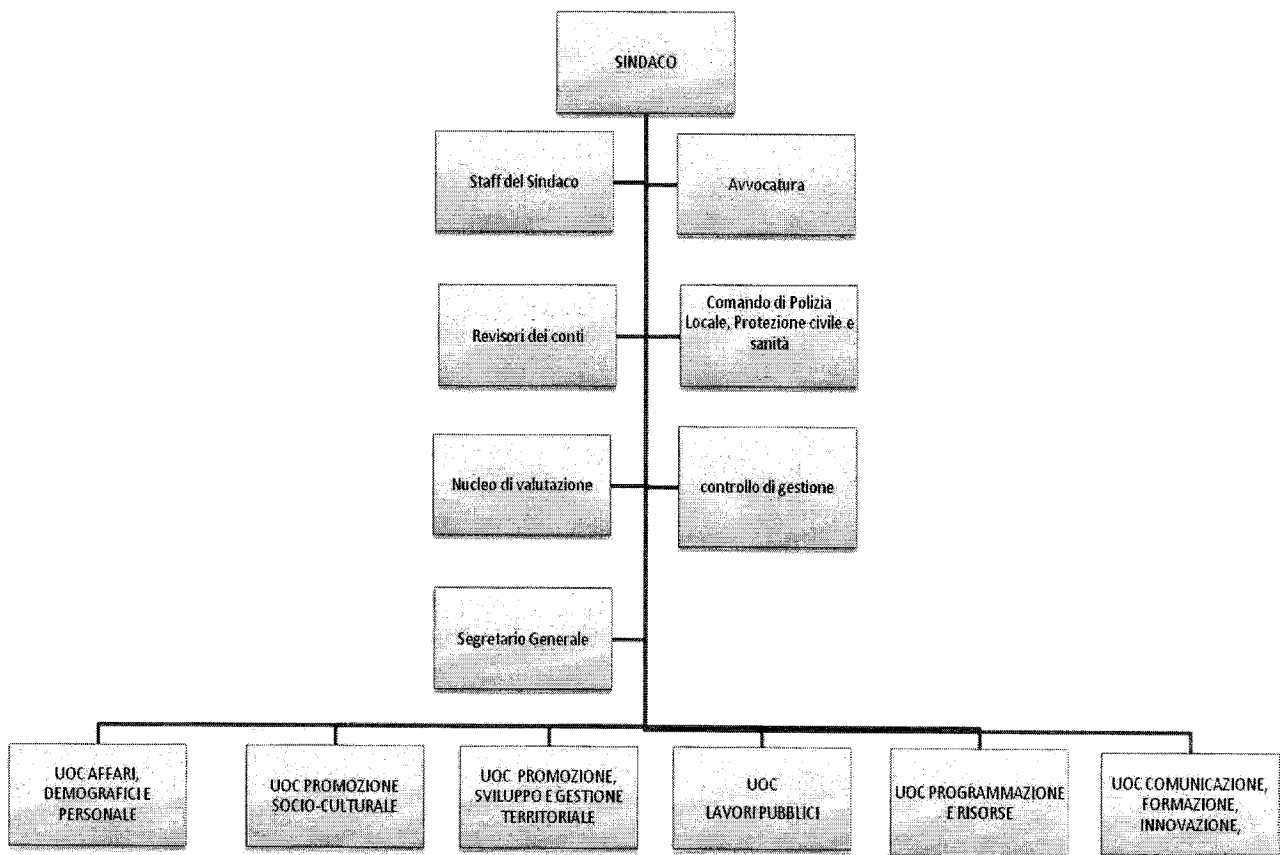 SINDACO
Staff del Sindaco
Avvocatura
Revisori dei conti
Comando di Polizia
Locale, Protezione civile e
sanità
Nucleo di valutazione
controllo di gestione
Segretario Generale
UOC AFFARI,
DEMOGRAFICI E
PERSONALE
UOC PROMOZIONE
SOCIO-CULTURALE
UOC PROMOZIONE,
SVILUPPO E GESTIONE
TERRITORIALE
UOC
LAVORI PUBBLICI
UOC PROGRAMMAZIONE
E RISORSE
UOC COMUNICAZIONE,
FORMAZIONE,
INNOVAZIONE,